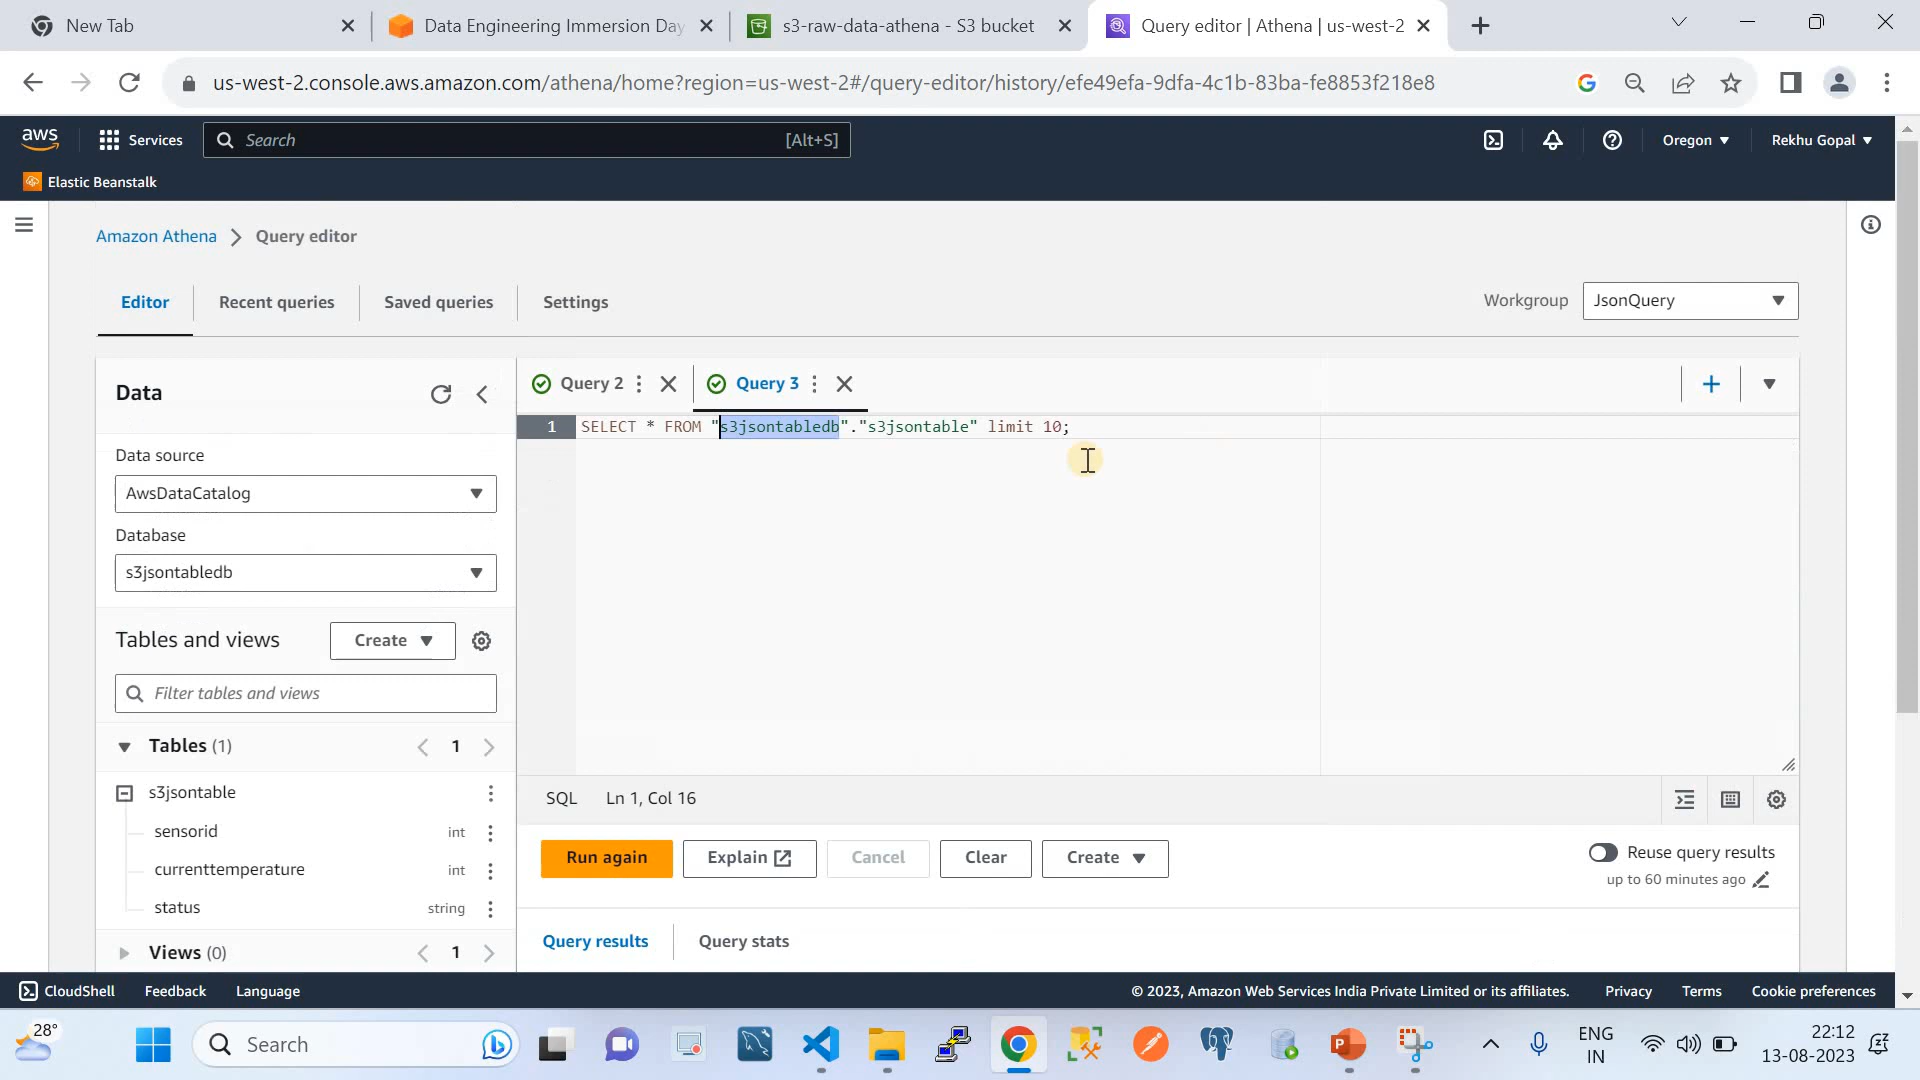 New Tab
Data Engineering Immersion Day
s3-raw-data-athena - S3 bucket
Query editor | Athena | us-west-2
us-west-2.console.aws.amazon.com/athena/home?region=us-west-2#/query-editor/history/efe49efa-9dfa-4c1b-83ba-fe8853f218e8
aws
Services
Search
[Alt+S]
Oregon
Rekhu Gopal
Elastic Beanstalk
Amazon Athena
Query editor
Editor
Recent queries
Saved queries
Settings
Workgroup
JsonQuery
Data
Query 2
Query 3
1
SELECT * FROM "s3jsontabledb"."s3jsontable" limit 10;
Data source
AwsDataCatalog
Database
s3jsontabledb
Tables and views
Create
Filter tables and views
Tables (1)
1
s3jsontable
sensorid
int
currenttemperature
int
status
string
Views (0)
1
SQL
Ln 1, Col 16
Run again
Explain
Cancel
Clear
Create
Reuse query results
up to 60 minutes ago
Query results
Query stats
CloudShell
Feedback
Language
© 2023, Amazon Web Services India Private Limited or its affiliates.
Privacy
Terms
Cookie preferences
28°
Search
ENG
IN
22:12
13-08-2023